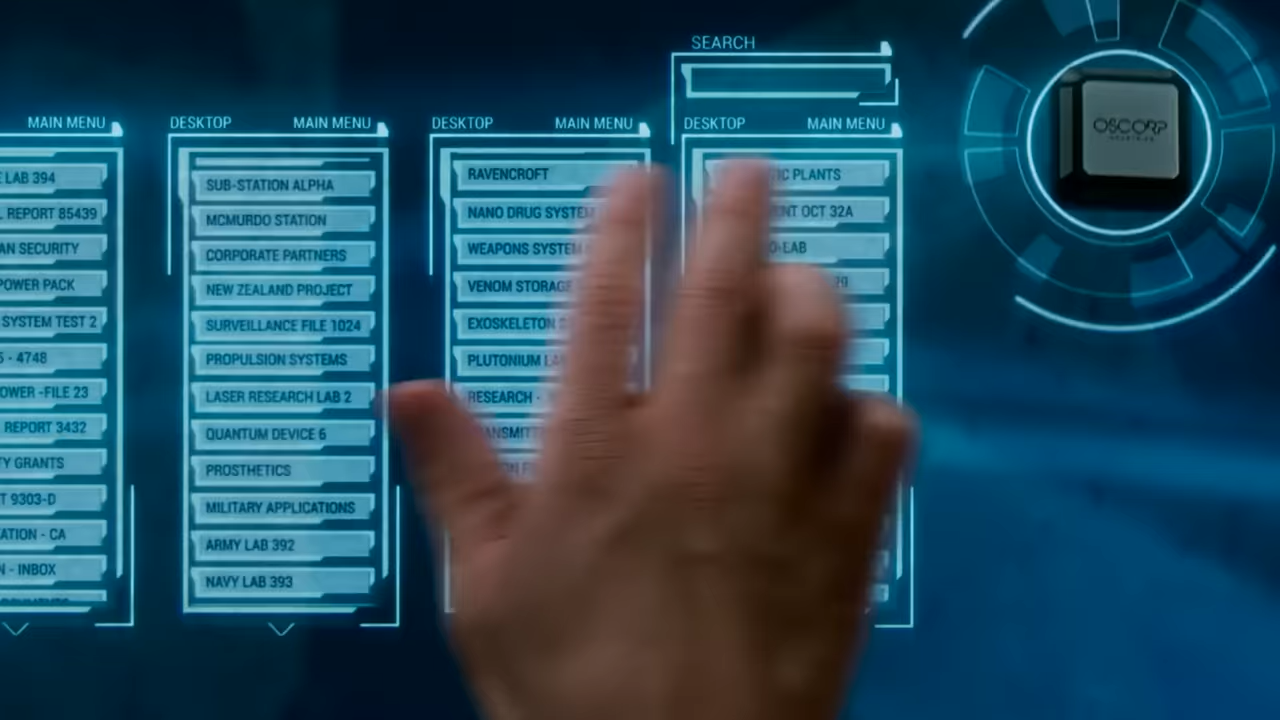 SEARCH
MAIN MENU
LAB 394
REPORT 85439
SECURITY
POWER PACK
SYSTEM TEST 2
- 4748
-FILE 23
REPORT 3432
GRANTS
9303-D
- CA
- INBOX
DESKTOP MAIN MENU
SUB-STATION ALPHA
MCMURDO STATION
CORPORATE PARTNERS
NEW ZEALAND PROJECT
SURVEILLANCE FILE 1024
PROPULSION SYSTEMS
LASER RESEARCH LAB 2
QUANTUM DEVICE 6
PROSTHETICS
MILITARY APPLICATIONS
ARMY LAB 392
NAVY LAB 393
DESKTOP MAIN MENU
RAVENCROFT
NANO DRUG SYSTEM
WEAPONS SYSTEM
VENOM STORAGE
EXOSKELETON
PLUTONIUM
RESEARCH -
DESKTOP MAIN MENU
PLANTS
OCT 32A
-LAB
OSCORP
INDUSTRIES